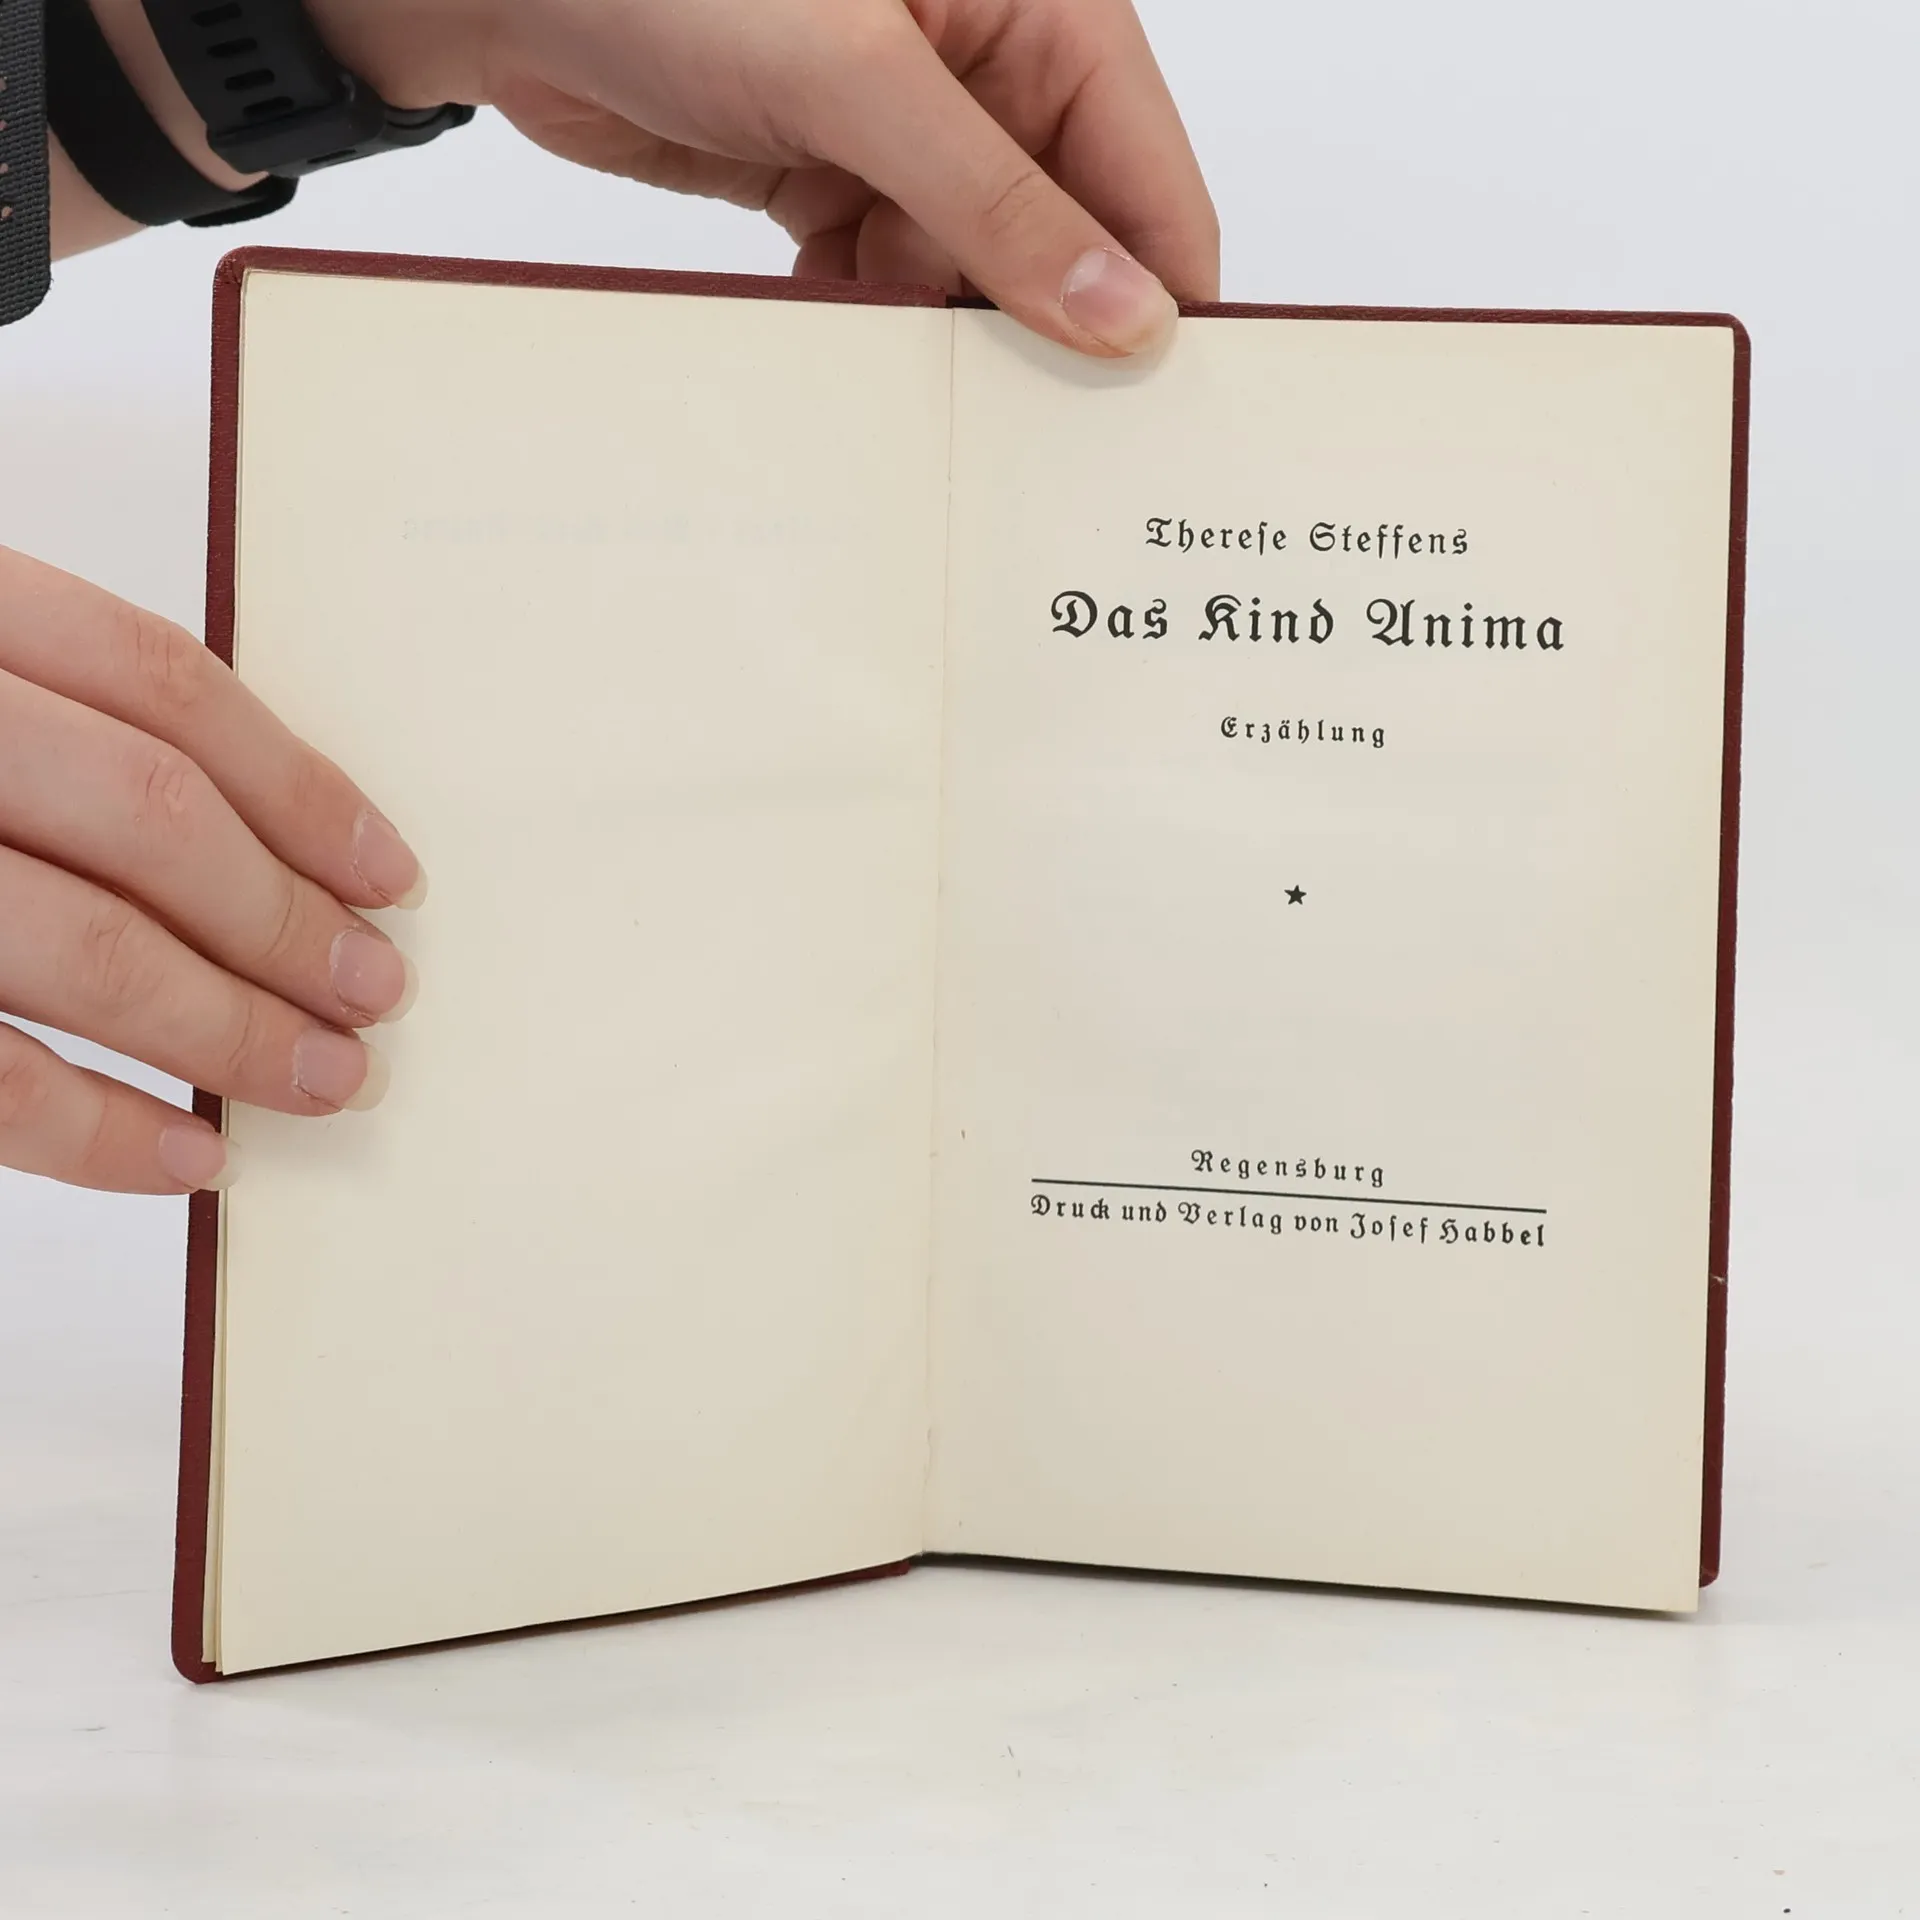 Thereſe Steffens
Das Kind Anima
Erzählung
★
Regensburg
Druck und Verlag von Joſef Habbel